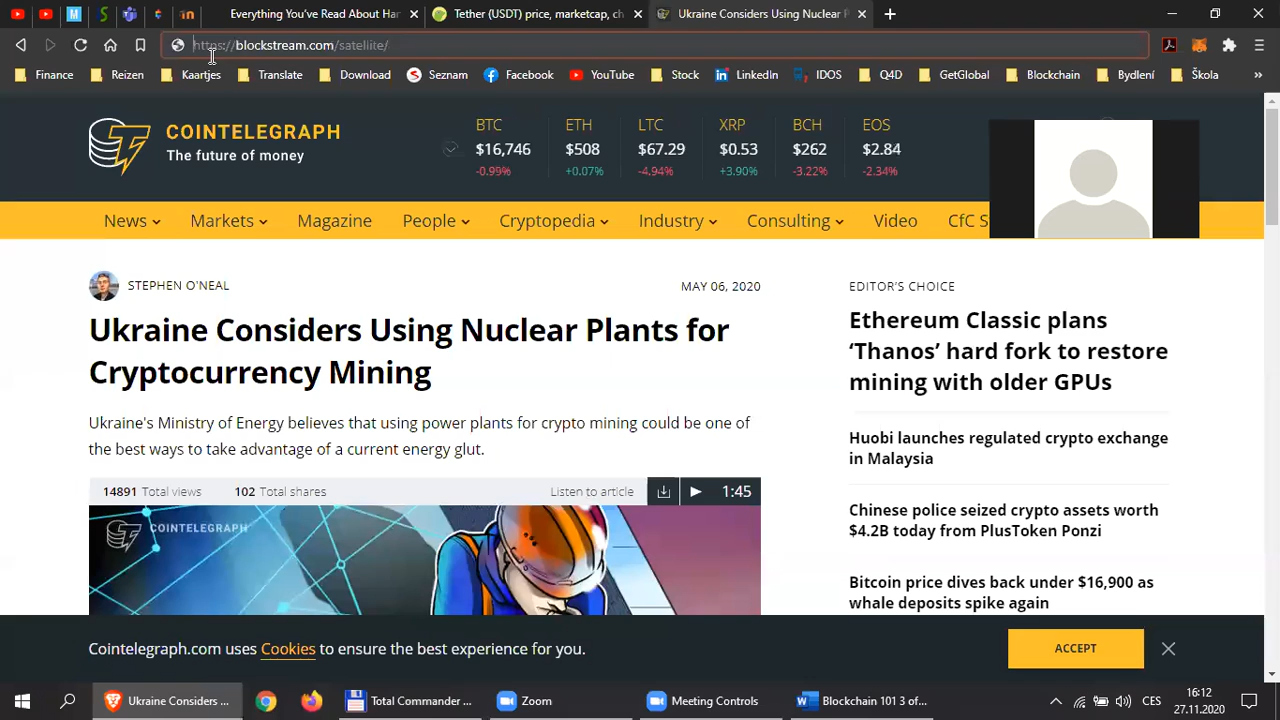 Everything You've Read About Har
Tether (USDT) price, marketcap, ch
Ukraine Considers Using Nuclear P
https://blockstream.com/satellite/
Finance Reizen Kaartjes Translate Download Seznam Facebook YouTube Stock LinkedIn IDOS Q4D GetGlobal Blockchain Bydlení Škola »
COINTELEGRAPH
The future of money
BTC ETH LTC XRP BCH EOS
$16,746 $508 $67.29 $0.53 $262 $2.84
-0.99% +0.07% -4.94% +3.90% -3.22% -2.34%
News Markets Magazine People Cryptopedia Industry Consulting Video CfC S
STEPHEN O'NEAL
MAY 06, 2020
Ukraine Considers Using Nuclear Plants for
Cryptocurrency Mining
Ukraine's Ministry of Energy believes that using power plants for crypto mining could be one of
the best ways to take advantage of a current energy glut.
14891 Total views 102 Total shares Listen to article 1:45
COINTELEGRAPH
EDITOR'S CHOICE
Ethereum Classic plans
‘Thanos’ hard fork to restore
mining with older GPUs
Huobi launches regulated crypto exchange
in Malaysia
Chinese police seized crypto assets worth
$4.2B today from PlusToken Ponzi
Bitcoin price dives back under $16,900 as
whale deposits spike again
Cointelegraph.com uses Cookies to ensure the best experience for you.
ACCEPT
Ukraine Considers ... Total Commander ... Zoom Meeting Controls Blockchain 101 3 of... CES 16:12
27.11.2020